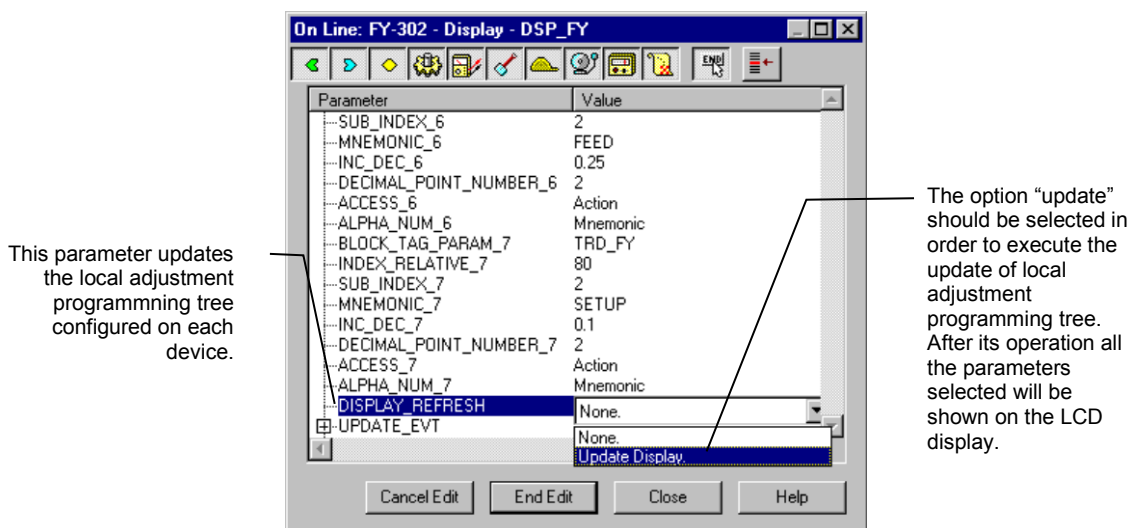 On Line: FY-302 - Display - DSP_FY
END
Parameter Value
SUB_INDEX_6 2
MNEMONIC_6 FEED
INC_DEC_6 0.25
DECIMAL_POINT_NUMBER_6 2
ACCESS_6 Action
ALPHA_NUM_6 Mnemonic
BLOCK_TAG_PARAM_7 TRD_FY
INDEX_RELATIVE_7 80
SUB_INDEX_7 2
MNEMONIC_7 SETUP
INC_DEC_7 0.1
DECIMAL_POINT_NUMBER_7 2
ACCESS_7 Action
ALPHA_NUM_7 Mnemonic
DISPLAY_REFRESH None.
UPDATE_EVT
None.
Update Display.
Cancel Edit End Edit Close Help
This parameter updates
the local adjustment
programmning tree
configured on each
device.
The option “update”
should be selected in
order to execute the
update of local
adjustment
programming tree.
After its operation all
the parameters
selected will be
shown on the LCD
display.